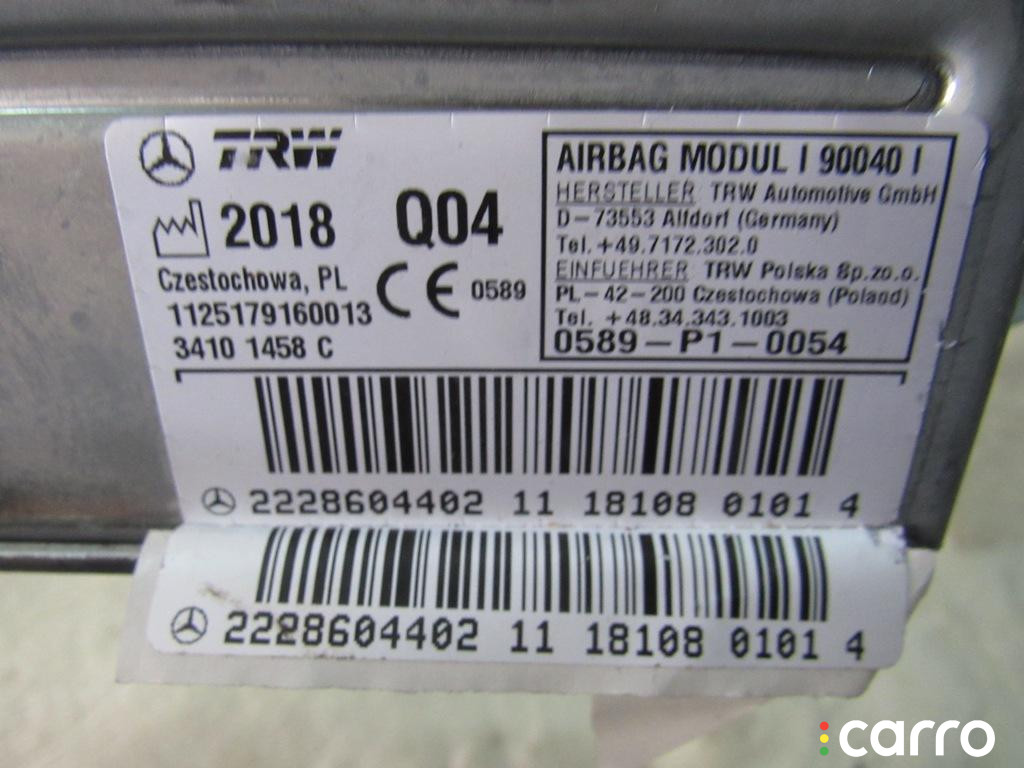 TRW
2018 Q04
Czestochowa, PL
CE 0589
1125179160013
3410 1458 C
AIRBAG MODUL I 90040 I
HERSTELLER: TRW Automotive GmbH
D-73553 Alfdorf (Germany)
Tel. +49.7172.302.0
EINFUEHRER: TRW Polska Sp.zo.o.
PL-42-200 Czestochowa (Poland)
Tel. +48.34.343.1003
0589-P1-0054
2228604402 11 18108 0101 4
2228604402 11 18108 0101 4
carro